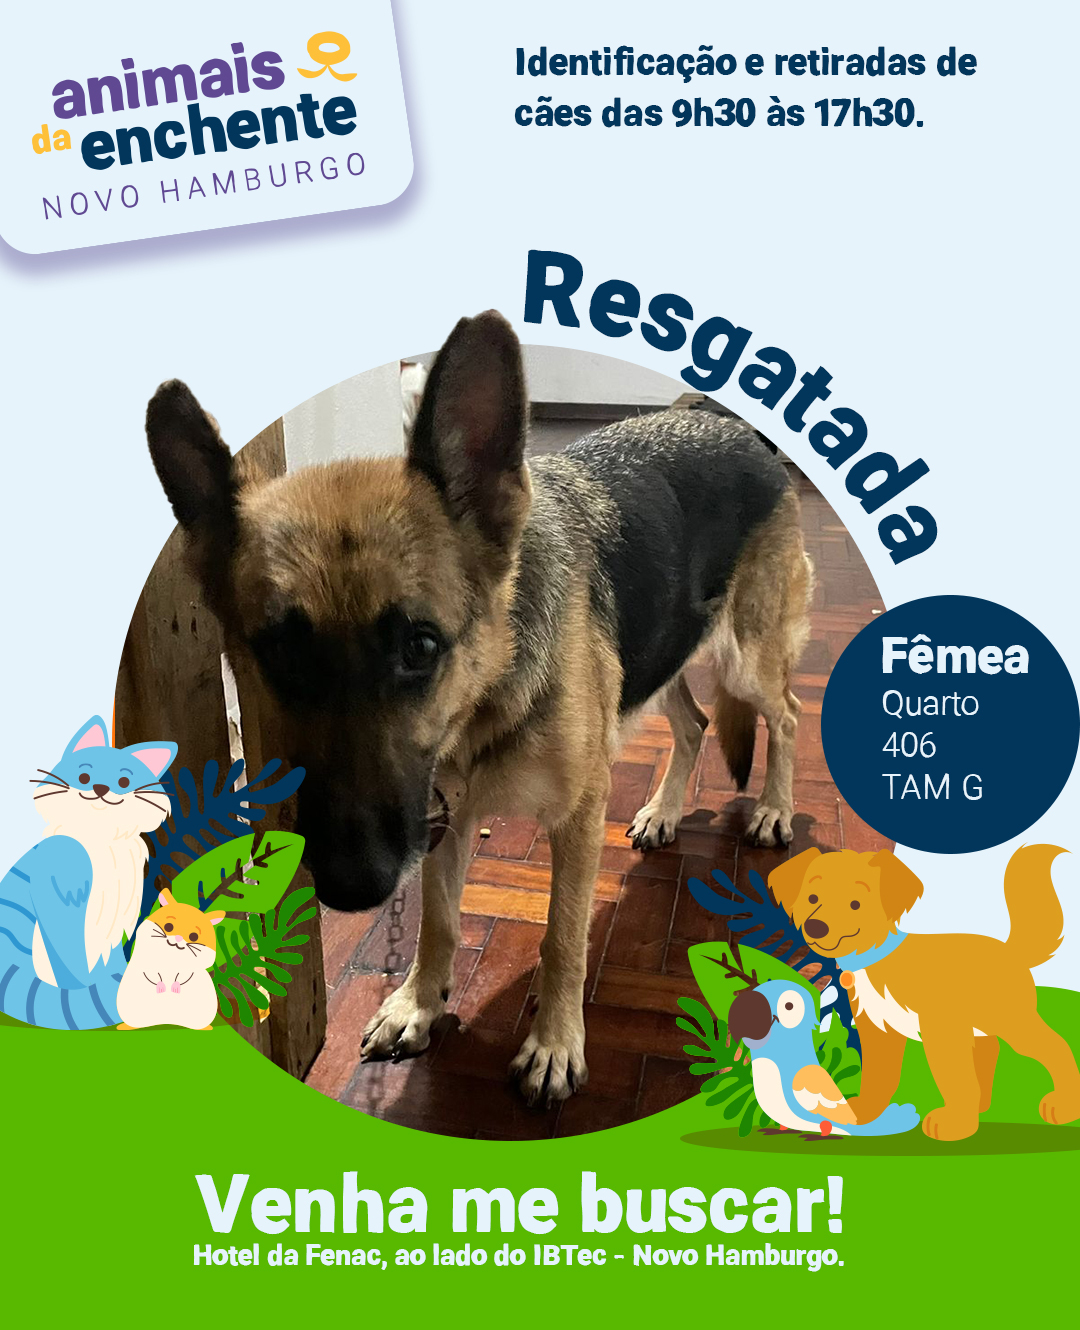 animais
da enchente
NOVO HAMBURGO
Identificação e retiradas de
cães das 9h30 às 17h30.
Resgatada
Fêmea
Quarto
406
TAM G
Venha me buscar!
Hotel da Fenac, ao lado do IBTec - Novo Hamburgo.